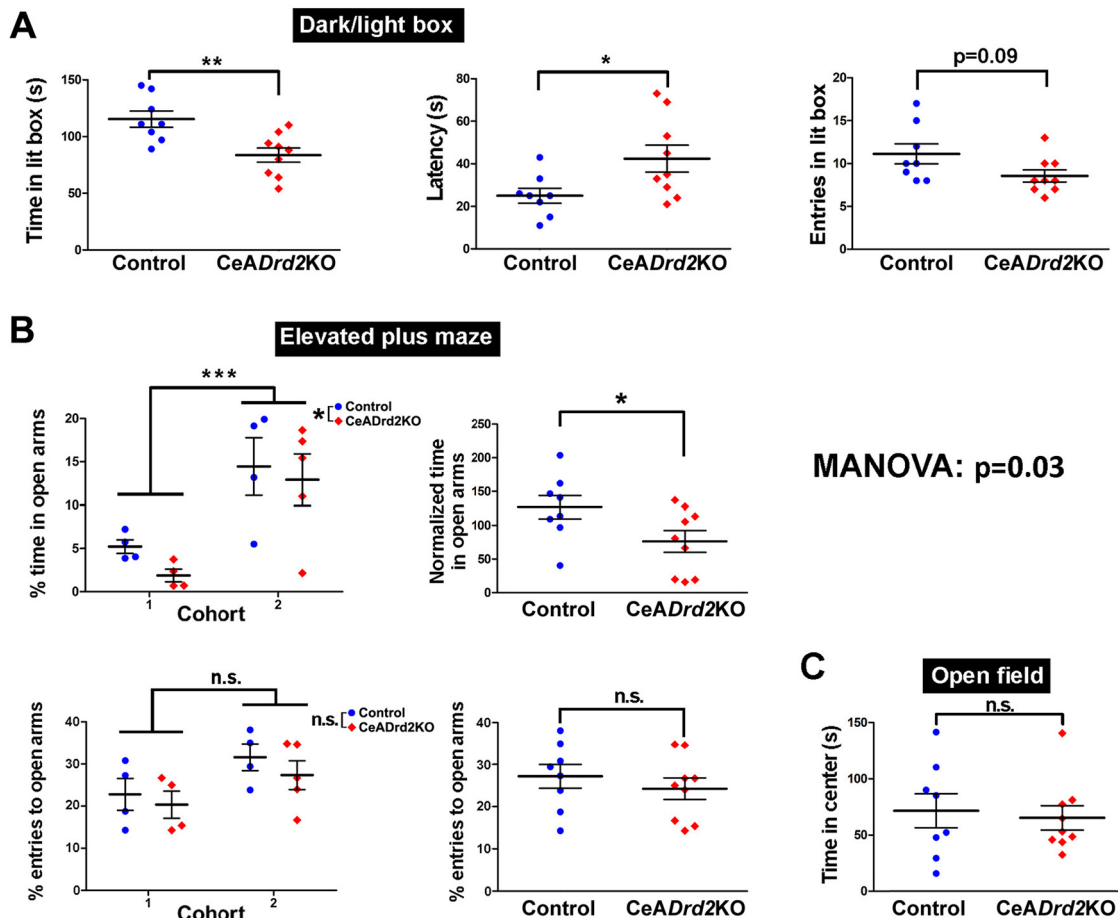 A
Dark/light box
Time in lit box (s)
150
100
50
0
**
Control
CeADrd2KO
Latency (s)
80
60
40
20
0
*
Control
CeADrd2KO
Entries in lit box
20
15
10
5
0
p=0.09
Control
CeADrd2KO
B
Elevated plus maze
% time in open arms
20
15
10
5
0
***
*
Control
CeADrd2KO
1
2
Cohort
Normalized time
in open arms
250
200
150
100
50
0
*
Control
CeADrd2KO
MANOVA: p=0.03
% entries to open arms
40
30
20
10
0
n.s.
n.s.
Control
CeADrd2KO
1
2
Cohort
% entries to open arms
40
30
20
10
0
n.s.
Control
CeADrd2KO
C
Open field
Time in center (s)
150
100
50
0
n.s.
Control
CeADrd2KO